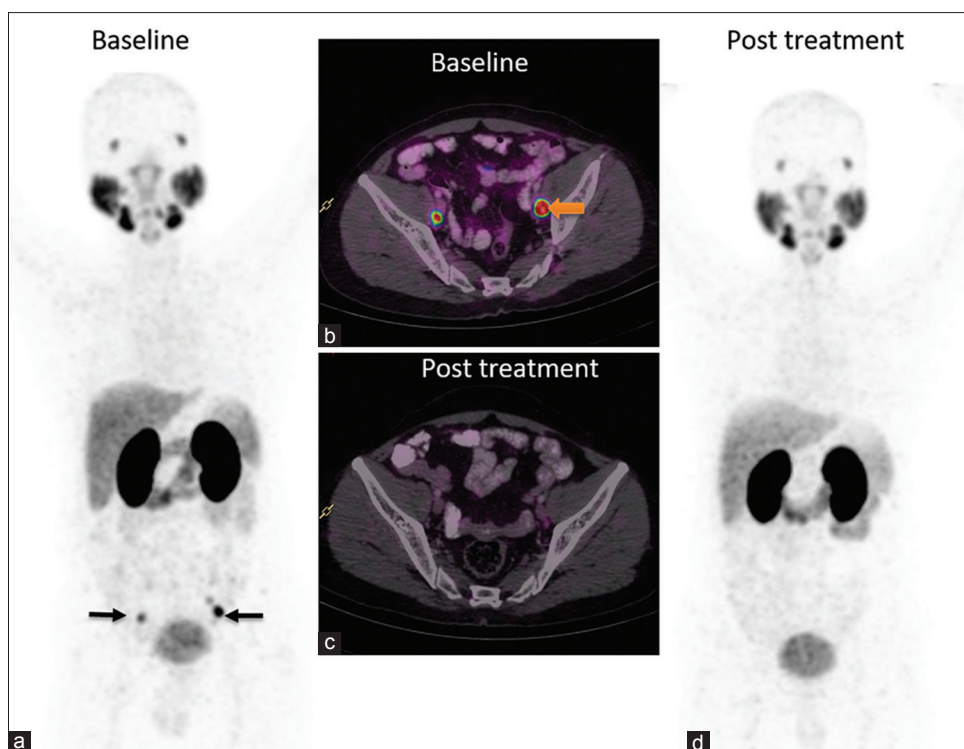 Baseline
Baseline
Post treatment
b
Post treatment
c
a
d